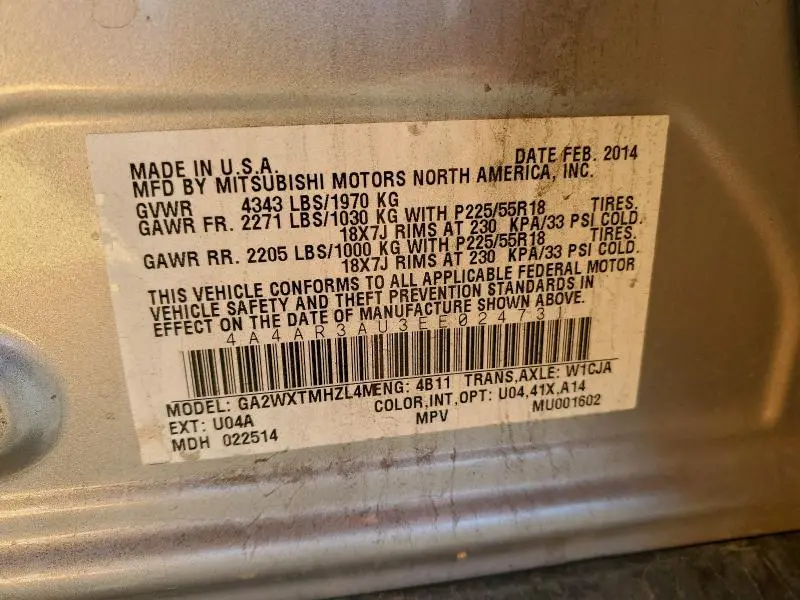 MADE IN U.S.A. DATE FEB. 2014
MFD BY MITSUBISHI MOTORS NORTH AMERICA, INC.
GVWR 4343 LBS/1970 KG
GAWR FR. 2271 LBS/1030 KG WITH P225/55R18 TIRES.
18X7J RIMS AT 230 KPA/33 PSI COLD.
GAWR RR. 2205 LBS/1000 KG WITH P225/55R18 TIRES.
18X7J RIMS AT 230 KPA/33 PSI COLD.
THIS VEHICLE CONFORMS TO ALL APPLICABLE FEDERAL MOTOR
VEHICLE SAFETY AND THEFT PREVENTION STANDARDS IN
EFFECT ON THE DATE OF MANUFACTURE SHOWN ABOVE.
4A4AR3AU3EE024731
MODEL: GA2WXTMHZL4MENG: 4B11 TRANS,AXLE: W1CJA
EXT: U04A COLOR,INT,OPT: U04,41X,A14
MDH 022514 MPV MU001602